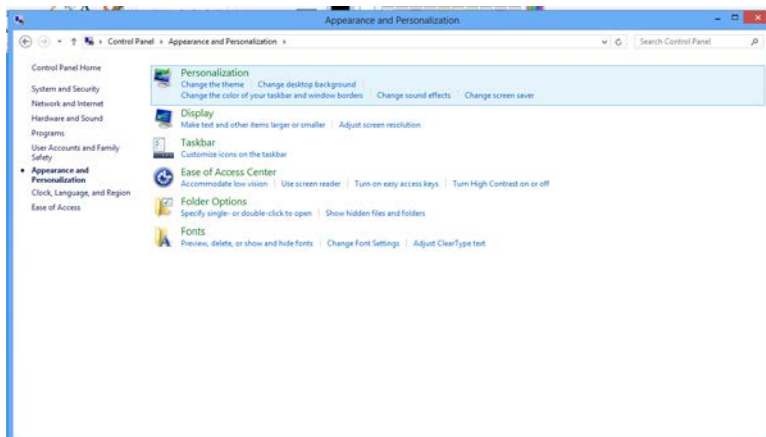 Appearance and Personalization
Control Panel
Appearance and Personalization
Search Control Panel
Control Panel Home
System and Security
Network and Internet
Hardware and Sound
Programs
User Accounts and Family
Safety
Appearance and
Personalization
Clock, Language, and Region
Ease of Access
Personalization
Change the theme
Change desktop background
Change the color of your taskbar and window borders
Change sound effects
Change screen saver
Display
Make text and other items larger or smaller
Adjust screen resolution
Taskbar
Customize icons on the taskbar
Ease of Access Center
Accommodate low vision
Use screen reader
Turn on easy access keys
Turn High Contrast on or off
Folder Options
Specify single- or double-click to open
Show hidden files and folders
Fonts
Preview, delete, or show and hide fonts
Change Font Settings
Adjust ClearType text